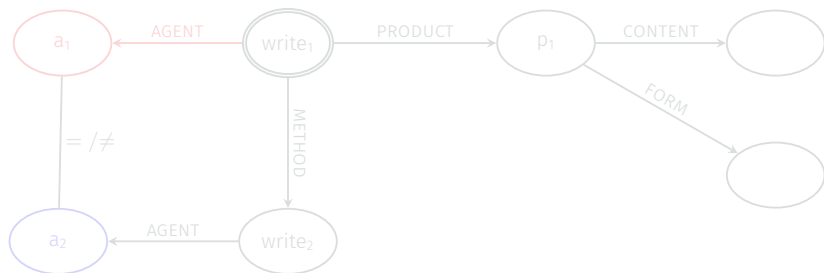 a₁ AGENT write₁ PRODUCT p₁ CONTENT
FORM
METHOD
= /≠
a₂ AGENT write₂